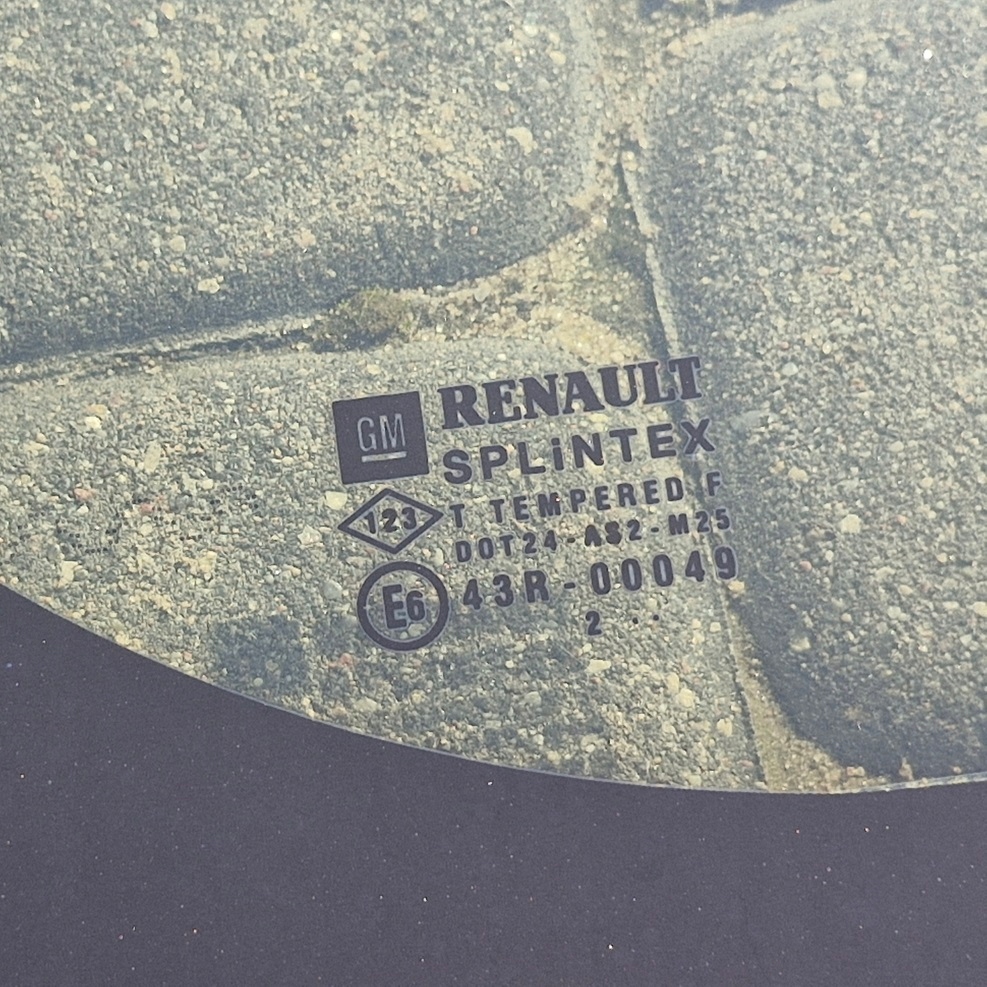 GM
RENAULT
SPLiNTEX
123
T TEMPERED F
DOT24-AS2-M25
E6
43R-00049
2 ..